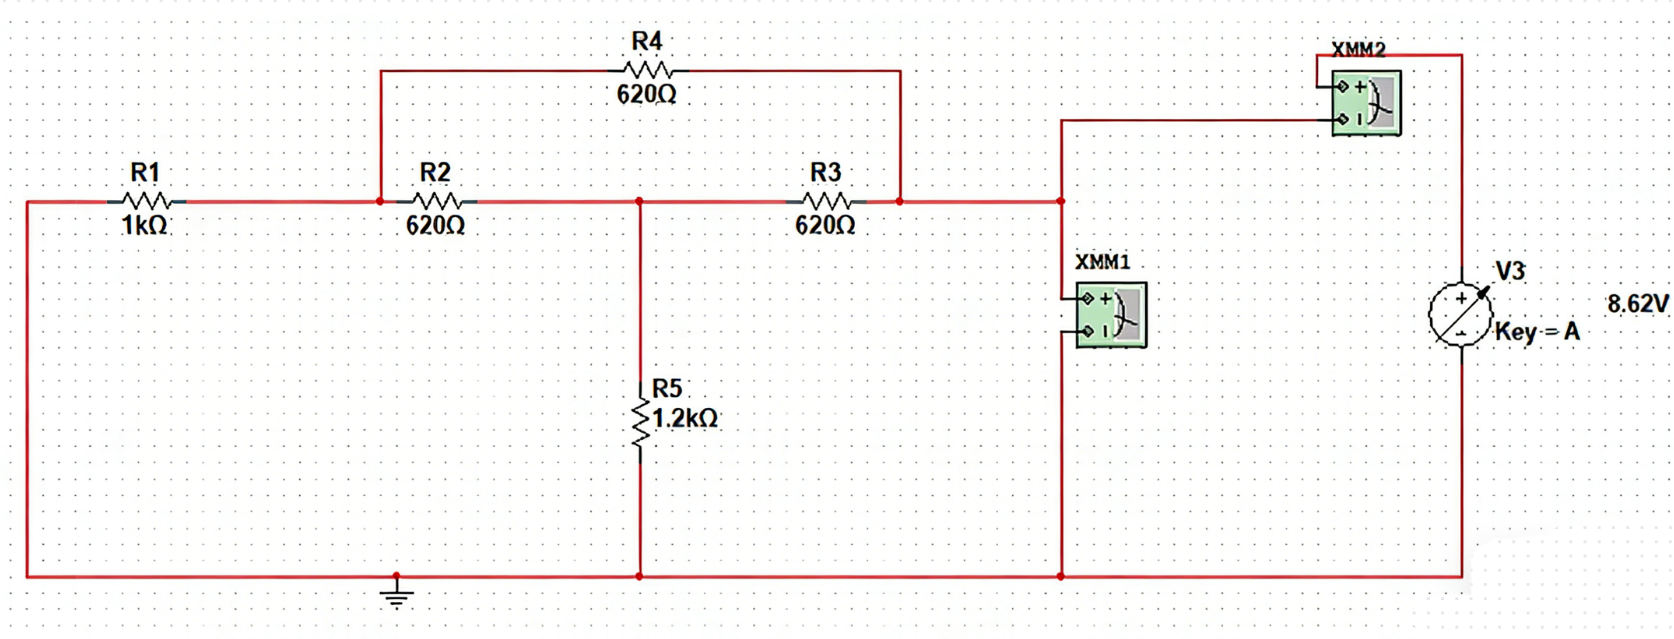 R4
620Ω
XMM2
+
I
R1
1kΩ
R2
620Ω
R3
620Ω
XMM1
+
I
V3
+
-
Key = A
8.62V
R5
1.2kΩ